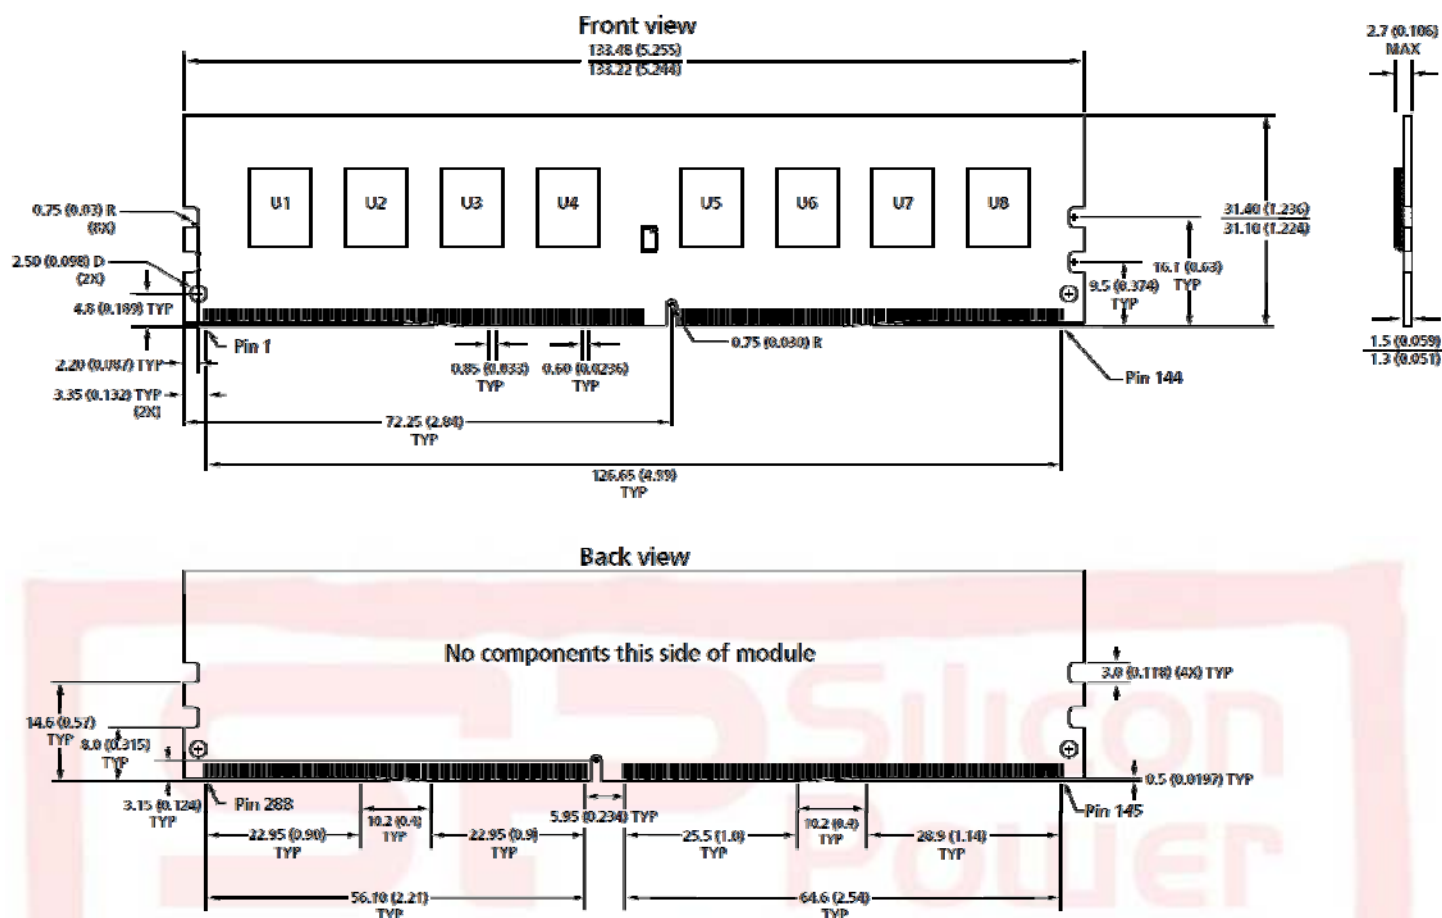 Front view
133.48 (5.255)
133.22 (5.244)
2.7 (0.106)
MAX
U1
U2
U3
U4
U5
U6
U7
U8
0.75 (0.03) R
(8X)
2.50 (0.098) D
(2X)
4.8 (0.189) TYP
31.40 (1.236)
31.10 (1.224)
16.1 (0.63)
TYP
9.5 (0.374)
TYP
Pin 1
0.75 (0.030) R
2.20 (0.087) TYP
0.85 (0.033)
TYP
0.60 (0.0236)
TYP
1.5 (0.059)
1.3 (0.051)
Pin 144
3.35 (0.132) TYP
(2X)
72.25 (2.84)
TYP
126.65 (4.99)
TYP
Back view
No components this side of module
3.0 (0.118) (4X) TYP
14.6 (0.57)
TYP
8.0 (0.315)
TYP
0.5 (0.0197) TYP
3.15 (0.124)
TYP
Pin 288
5.95 (0.234) TYP
Pin 145
22.95 (0.90)
TYP
10.2 (0.4)
TYP
22.95 (0.9)
TYP
25.5 (1.0)
TYP
10.2 (0.4)
TYP
28.9 (1.14)
TYP
56.10 (2.21)
TYP
64.6 (2.54)
TYP
SP
Silicon
Power